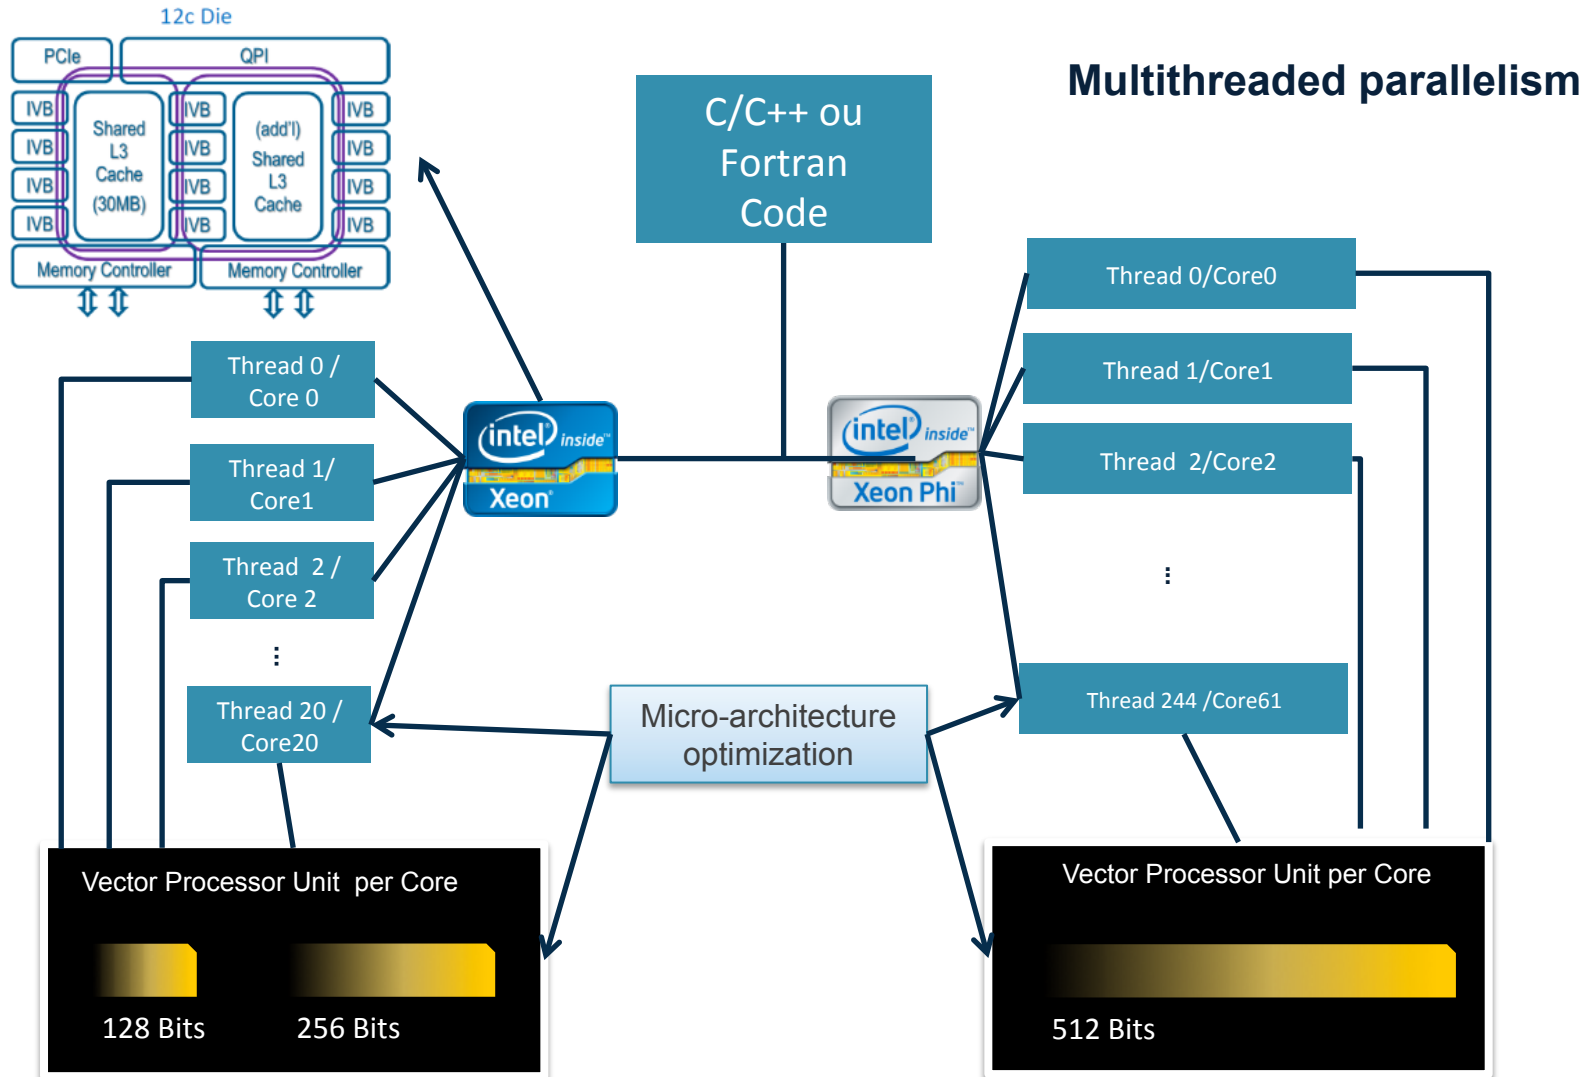 12c Die
PCIe
QPI
IVB
IVB
IVB
IVB
Shared
L3
Cache
(30MB)
IVB
IVB
IVB
IVB
(add'l)
Shared
L3
Cache
IVB
IVB
IVB
IVB
Memory Controller
Memory Controller
Multithreaded parallelism
C/C++ ou
Fortran
Code
Thread 0 /
Core 0
Thread 1/
Core1
Thread 2 /
Core 2
...
Thread 20 /
Core20
intel inside™
Xeon®
intel inside™
Xeon Phi™
Thread 0/Core0
Thread 1/Core1
Thread 2/Core2
...
Thread 244 /Core61
Micro-architecture
optimization
Vector Processor Unit per Core
128 Bits
256 Bits
Vector Processor Unit per Core
512 Bits